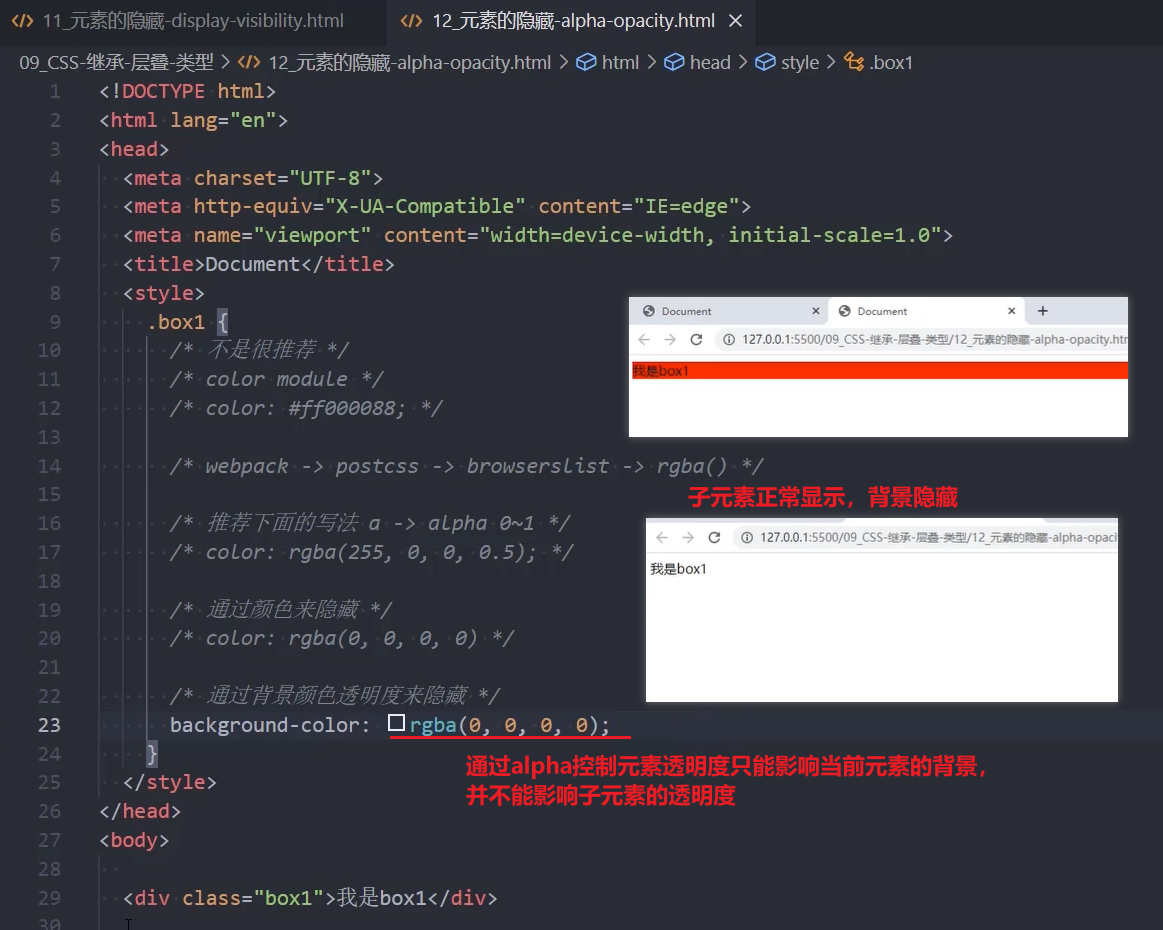 11_元素的隐藏-display-visibility.html
12_元素的隐藏-alpha-opacity.html
09_CSS-继承-层叠-类型 > 12_元素的隐藏-alpha-opacity.html > html > head > style > .box1
1 <!DOCTYPE html>
2 <html lang="en">
3 <head>
4 <meta charset="UTF-8">
5 <meta http-equiv="X-UA-Compatible" content="IE=edge">
6 <meta name="viewport" content="width=device-width, initial-scale=1.0">
7 <title>Document</title>
8 <style>
9 .box1 {
10 /* 不是很推荐 */
11 /* color module */
12 /* color: #ff000088; */
13
14 /* webpack -> postcss -> browserslist -> rgba() */
15
16 /* 推荐下面的写法 a -> alpha 0~1 */
17 /* color: rgba(255, 0, 0, 0.5); */
18
19 /* 通过颜色来隐藏 */
20 /* color: rgba(0, 0, 0, 0) */
21
22 /* 通过背景颜色透明度来隐藏 */
23 background-color: rgba(0, 0, 0, 0);
24 }
25 </style>
26 </head>
27 <body>
28
29 <div class="box1">我是box1</div>
30
Document
Document
127.0.0.1:5500/09_CSS-继承-层叠-类型/12_元素的隐藏-alpha-opacity.htm
我是box1
子元素正常显示，背景隐藏
127.0.0.1:5500/09_CSS-继承-层叠-类型/12_元素的隐藏-alpha-opaci
我是box1
通过alpha控制元素透明度只能影响当前元素的背景，
并不能影响子元素的透明度